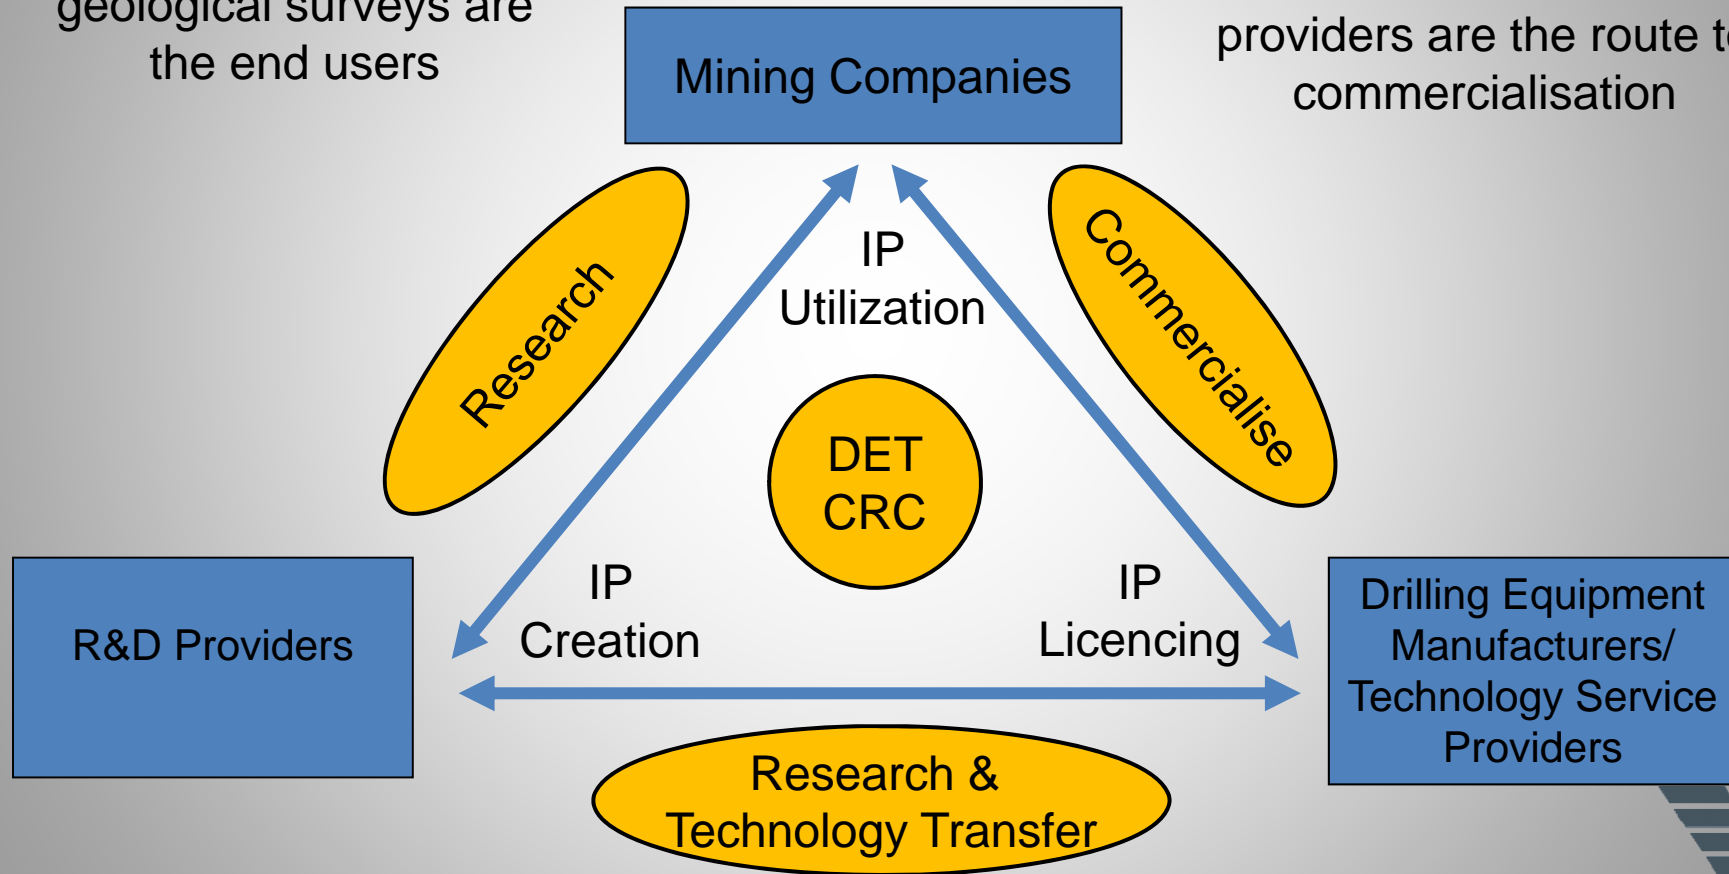 geological surveys are
the end users
providers are the route to
commercialisation
Mining Companies
Research
IP
Utilization
Commercialise
DET
CRC
IP
Creation
IP
Licencing
R&D Providers
Drilling Equipment
Manufacturers/
Technology Service
Providers
Research &
Technology Transfer